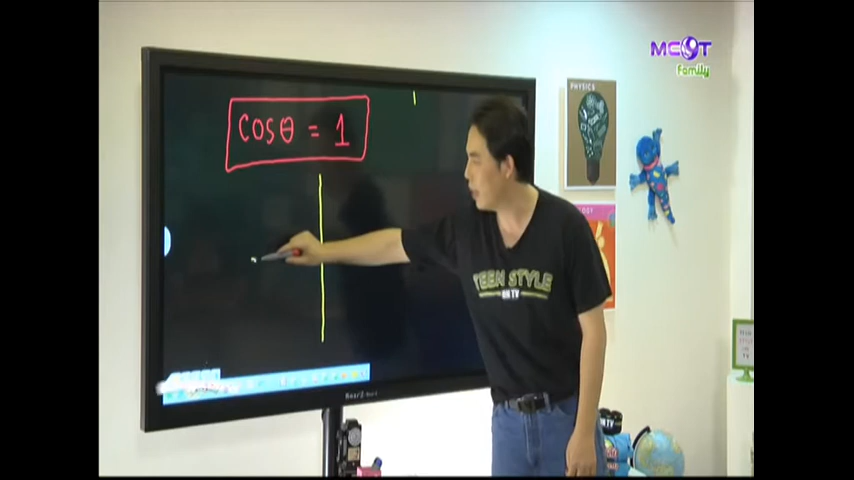 MCOT
Family
PHYSICS
cosθ = 1
TEEN STYLE